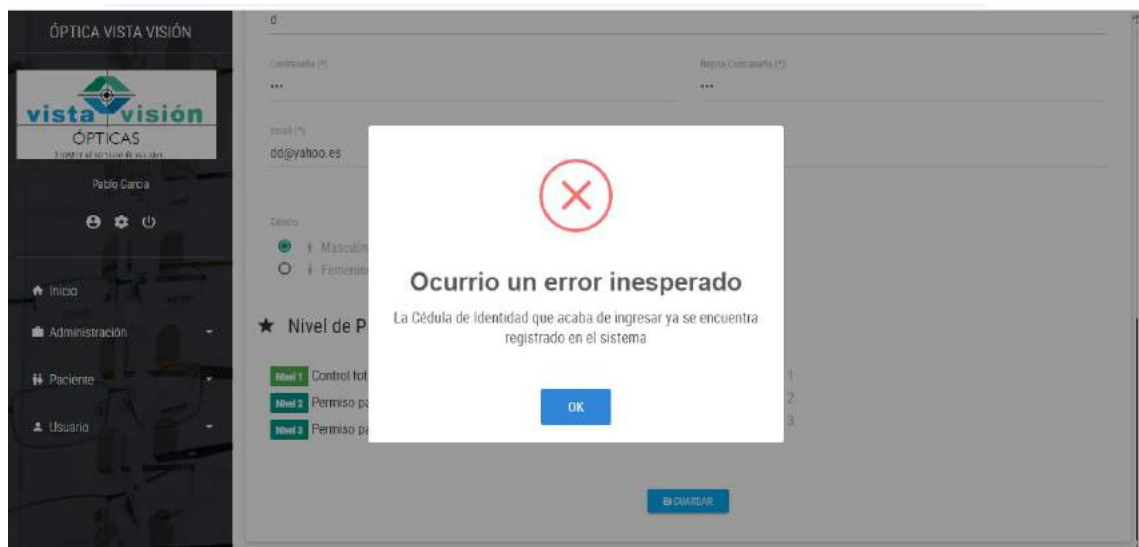 ÓPTICA VISTA VISIÓN
d
Contraseña (*)
Repita Contraseña (*)
•••
•••
vista visión
ÓPTICAS
Email (*)
dd@yahoo.es
Pablo Garcia
Género
Masculin
Femenin
Ocurrio un error inesperado
La Cédula de Identidad que acaba de ingresar ya se encuentra
registrado en el sistema
OK
Inicio
Administración
Paciente
Usuario
Nivel de P
Nivel 1 Control tot
1
Nivel 2 Permiso pa
2
Nivel 3 Permiso pa
3
GUARDAR